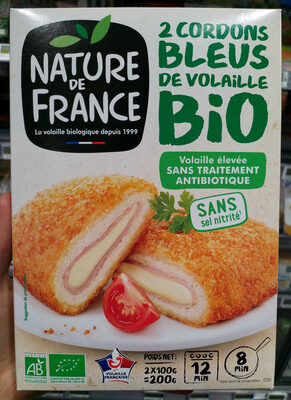 NATURE
DE
FRANCE
La volaille biologique depuis 1999
2 CORDONS
BLEUS
DE VOLAILLE
BiO
Volaille élevée
SANS TRAITEMENT
ANTIBIOTIQUE
SANS
sel nitrité
AB
VOLAILLE
FRANÇAISE
POIDS NET:
2X100g
=200g
12
MIN
8
MIN